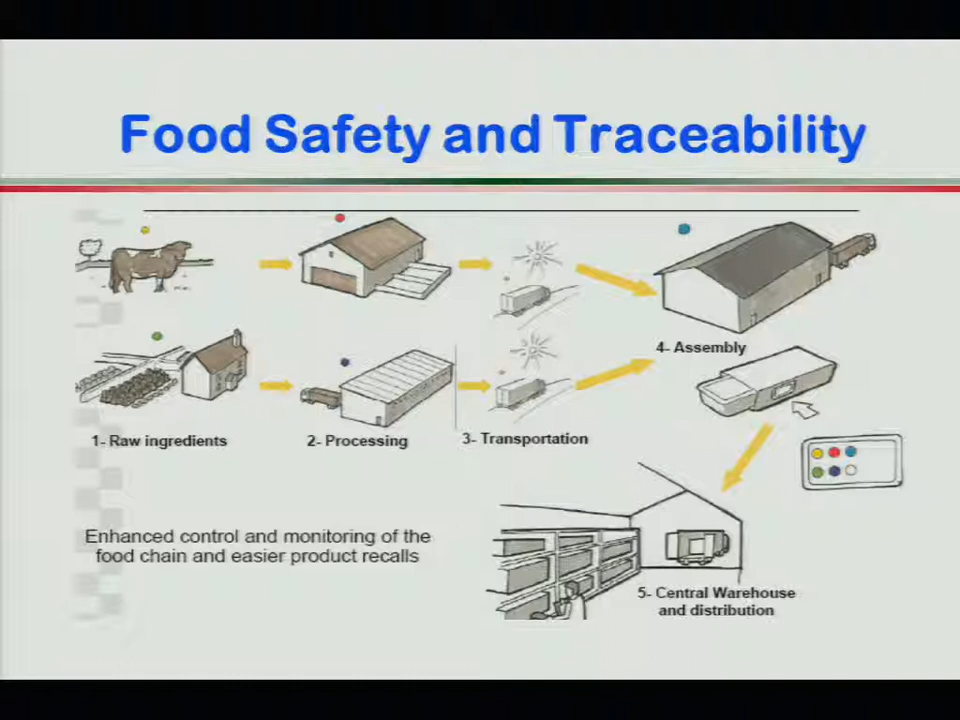 Food Safety and Traceability
4- Assembly
1- Raw ingredients
2- Processing
3- Transportation
Enhanced control and monitoring of the
food chain and easier product recalls
5- Central Warehouse
and distribution